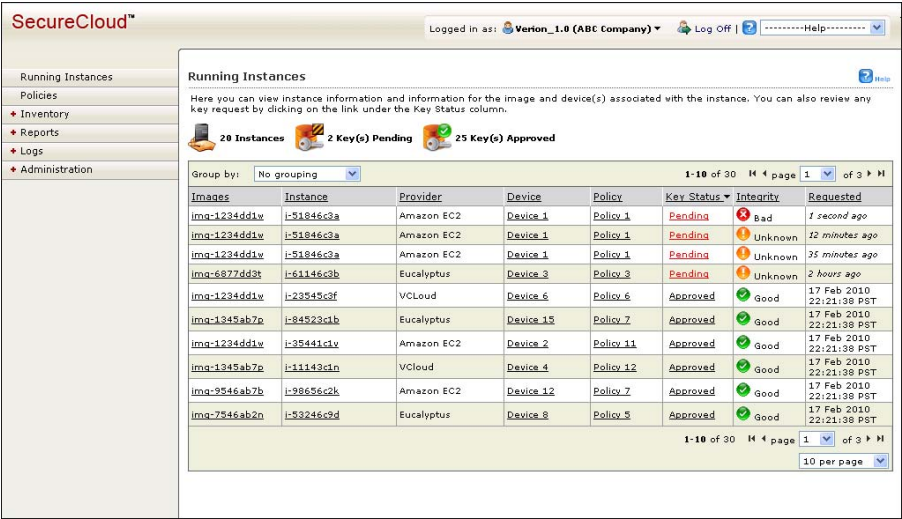 SecureCloud™
Logged in as: Verion_1.0 (ABC Company) Log Off | ---------Help---------
Running Instances
Policies
Inventory
Reports
Logs
Administration
Running Instances
Help
Here you can view instance information and information for the image and device(s) associated with the instance. You can also review any
key request by clicking on the link under the Key Status column.
20 Instances 2 Key(s) Pending 25 Key(s) Approved
Group by: No grouping 1-10 of 30 page 1 of 3
Images Instance Provider Device Policy Key Status Integrity Requested
img-1234dd1w i-51846c3a Amazon EC2 Device 1 Policy 1 Pending Bad 1 second ago
img-1234dd1w i-51846c3a Amazon EC2 Device 1 Policy 1 Pending Unknown 12 minutes ago
img-1234dd1w i-51846c3a Amazon EC2 Device 1 Policy 1 Pending Unknown 35 minutes ago
img-6877dd3t i-61146c3b Eucalyptus Device 3 Policy 3 Pending Unknown 2 hours ago
img-1234dd1w i-23545c3f VCLoud Device 6 Policy 6 Approved Good 17 Feb 2010 22:21:38 PST
img-1345ab7p i-84523c1b Eucalyptus Device 15 Policy 7 Approved Good 17 Feb 2010 22:21:38 PST
img-1234dd1w i-35441c1v Amazon EC2 Device 2 Policy 11 Approved Good 17 Feb 2010 22:21:38 PST
img-1345ab7p i-11143c1n VCloud Device 4 Policy 12 Approved Good 17 Feb 2010 22:21:38 PST
img-9546ab7b i-98656c2k Amazon EC2 Device 12 Policy 7 Approved Good 17 Feb 2010 22:21:38 PST
img-7546ab2n i-53246c9d Eucalyptus Device 8 Policy 5 Approved Good 17 Feb 2010 22:21:38 PST
1-10 of 30 page 1 of 3
10 per page